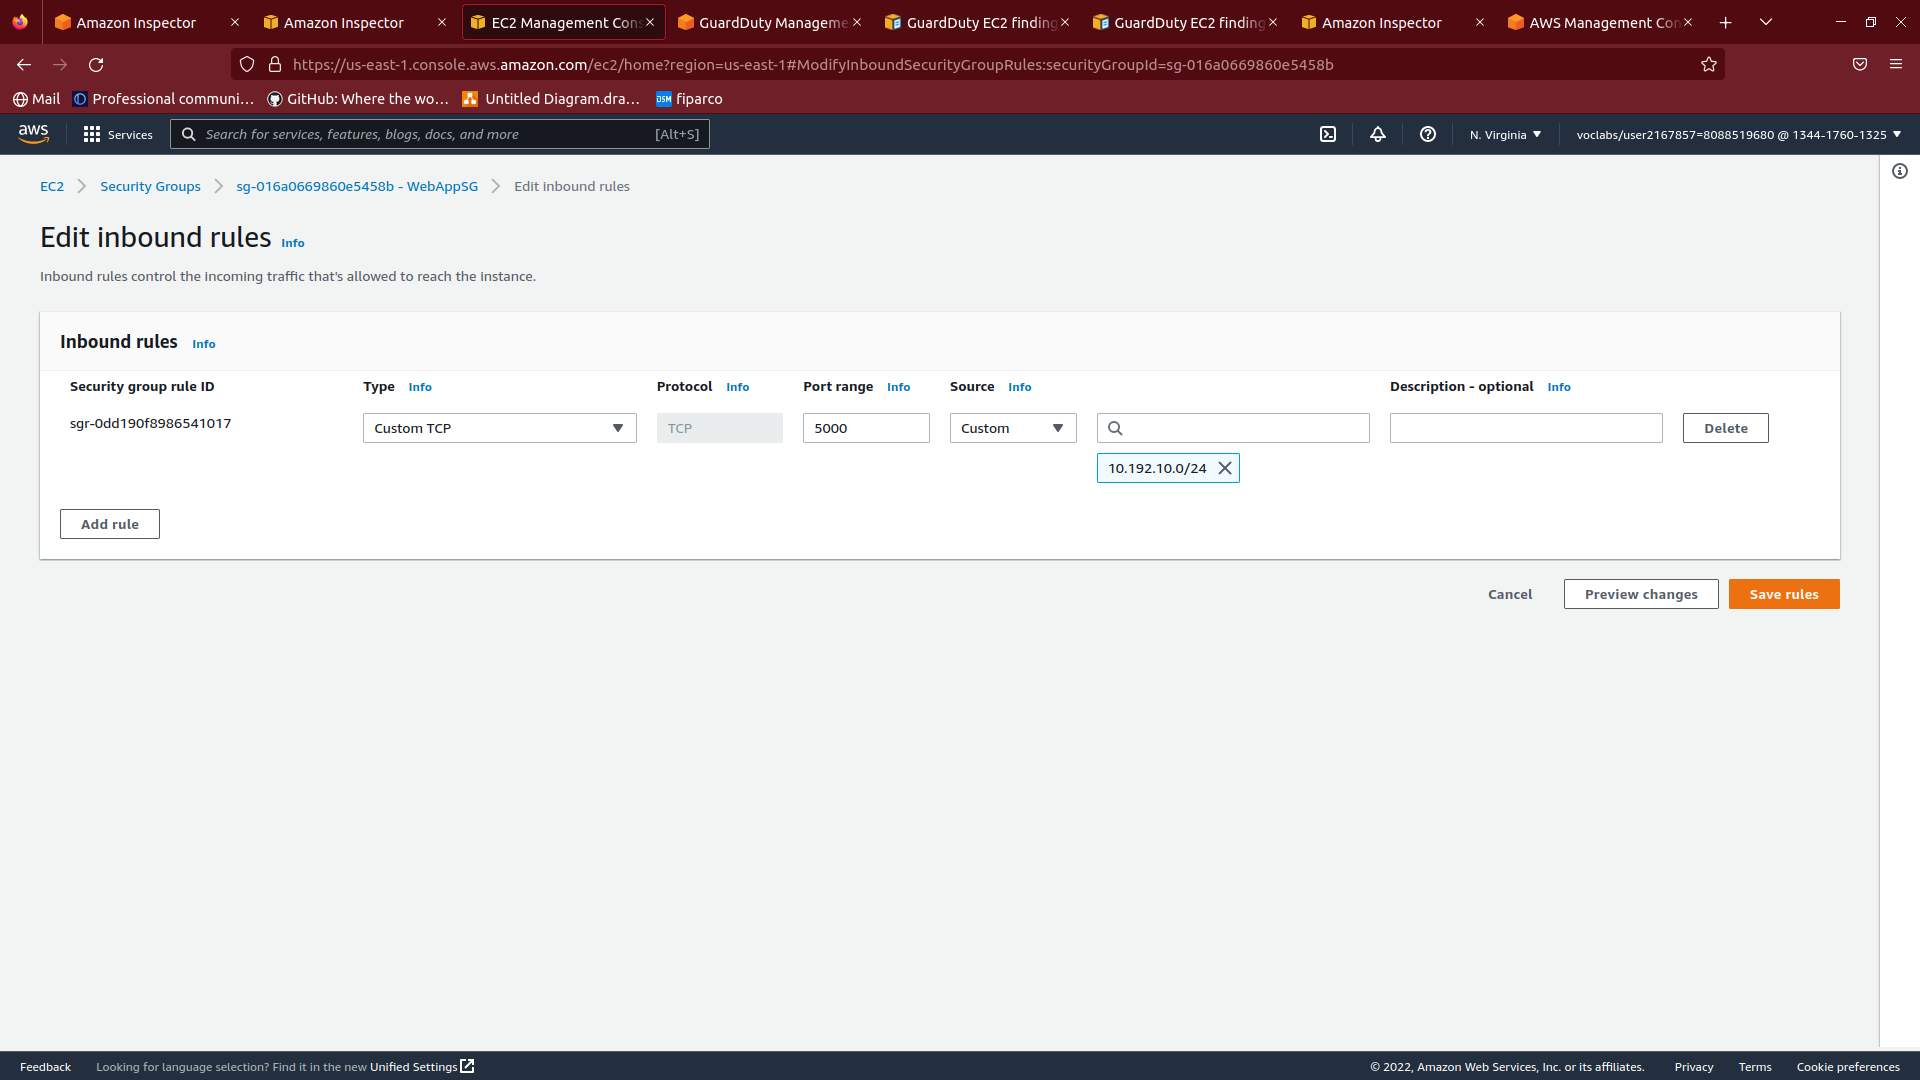 Amazon Inspector
Amazon Inspector
EC2 Management Cons
GuardDuty Manageme
GuardDuty EC2 finding
GuardDuty EC2 finding
Amazon Inspector
AWS Management Con
https://us-east-1.console.aws.amazon.com/ec2/home?region=us-east-1#ModifyInboundSecurityGroupRules:securityGroupId=sg-016a0669860e5458b
Mail Professional communi... GitHub: Where the wo... Untitled Diagram.dra... DSM fiparco
aws Services Search for services, features, blogs, docs, and more [Alt+S] N. Virginia voclabs/user2167857=8088519680 @ 1344-1760-1325
EC2 Security Groups sg-016a0669860e5458b - WebAppSG Edit inbound rules
Edit inbound rules Info
Inbound rules control the incoming traffic that's allowed to reach the instance.
Inbound rules Info
Security group rule ID Type Info Protocol Info Port range Info Source Info Description - optional Info
sgr-0dd190f8986541017 Custom TCP TCP 5000 Custom Delete
10.192.10.0/24
Add rule
Cancel Preview changes Save rules
Feedback Looking for language selection? Find it in the new Unified Settings © 2022, Amazon Web Services, Inc. or its affiliates. Privacy Terms Cookie preferences